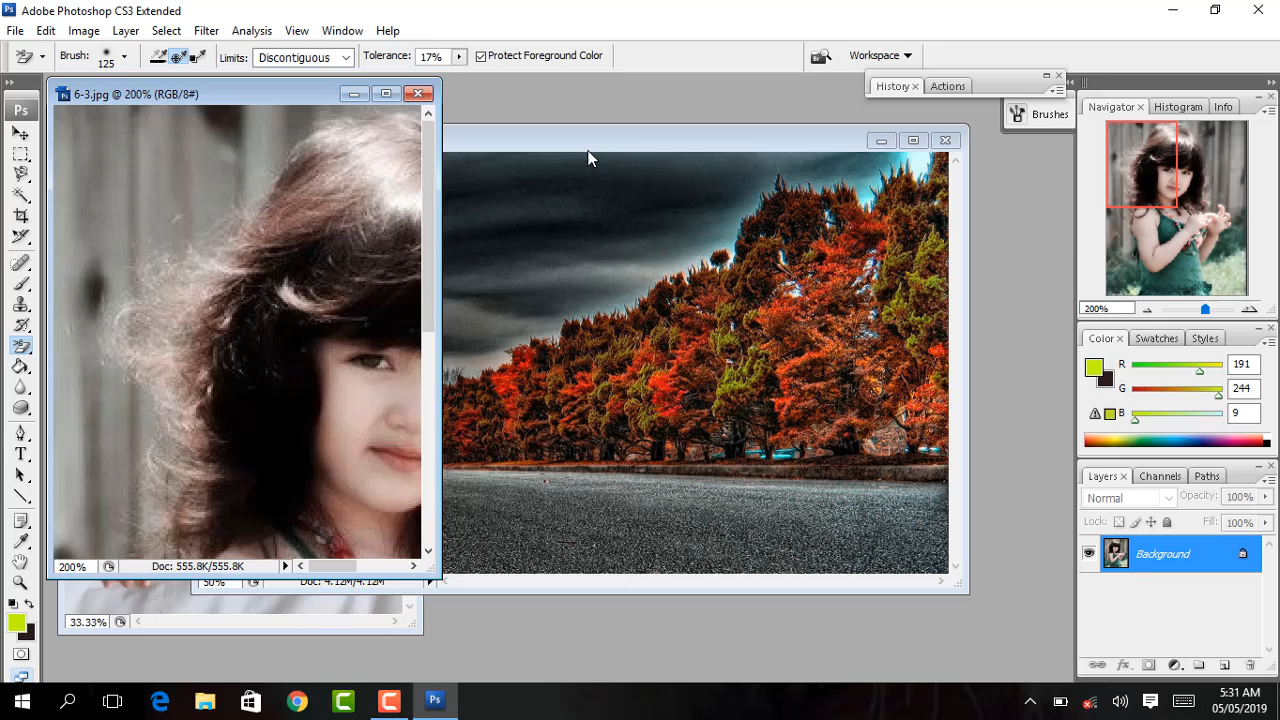 Adobe Photoshop CS3 Extended
File Edit Image Layer Select Filter Analysis View Window Help
Brush: 125 Limits: Discontiguous Tolerance: 17% Protect Foreground Color Workspace
History × Actions
Brushes
6-3.jpg @ 200% (RGB/8#)
200% Doc: 555.8K/555.8K
50% Doc: 4.12M/4.12M
33.33%
Ps
Navigator × Histogram Info
200%
Color × Swatches Styles
R 191
G 244
B 9
Layers × Channels Paths
Normal Opacity: 100%
Lock: Fill: 100%
Background
T
5:31 AM
05/05/2019